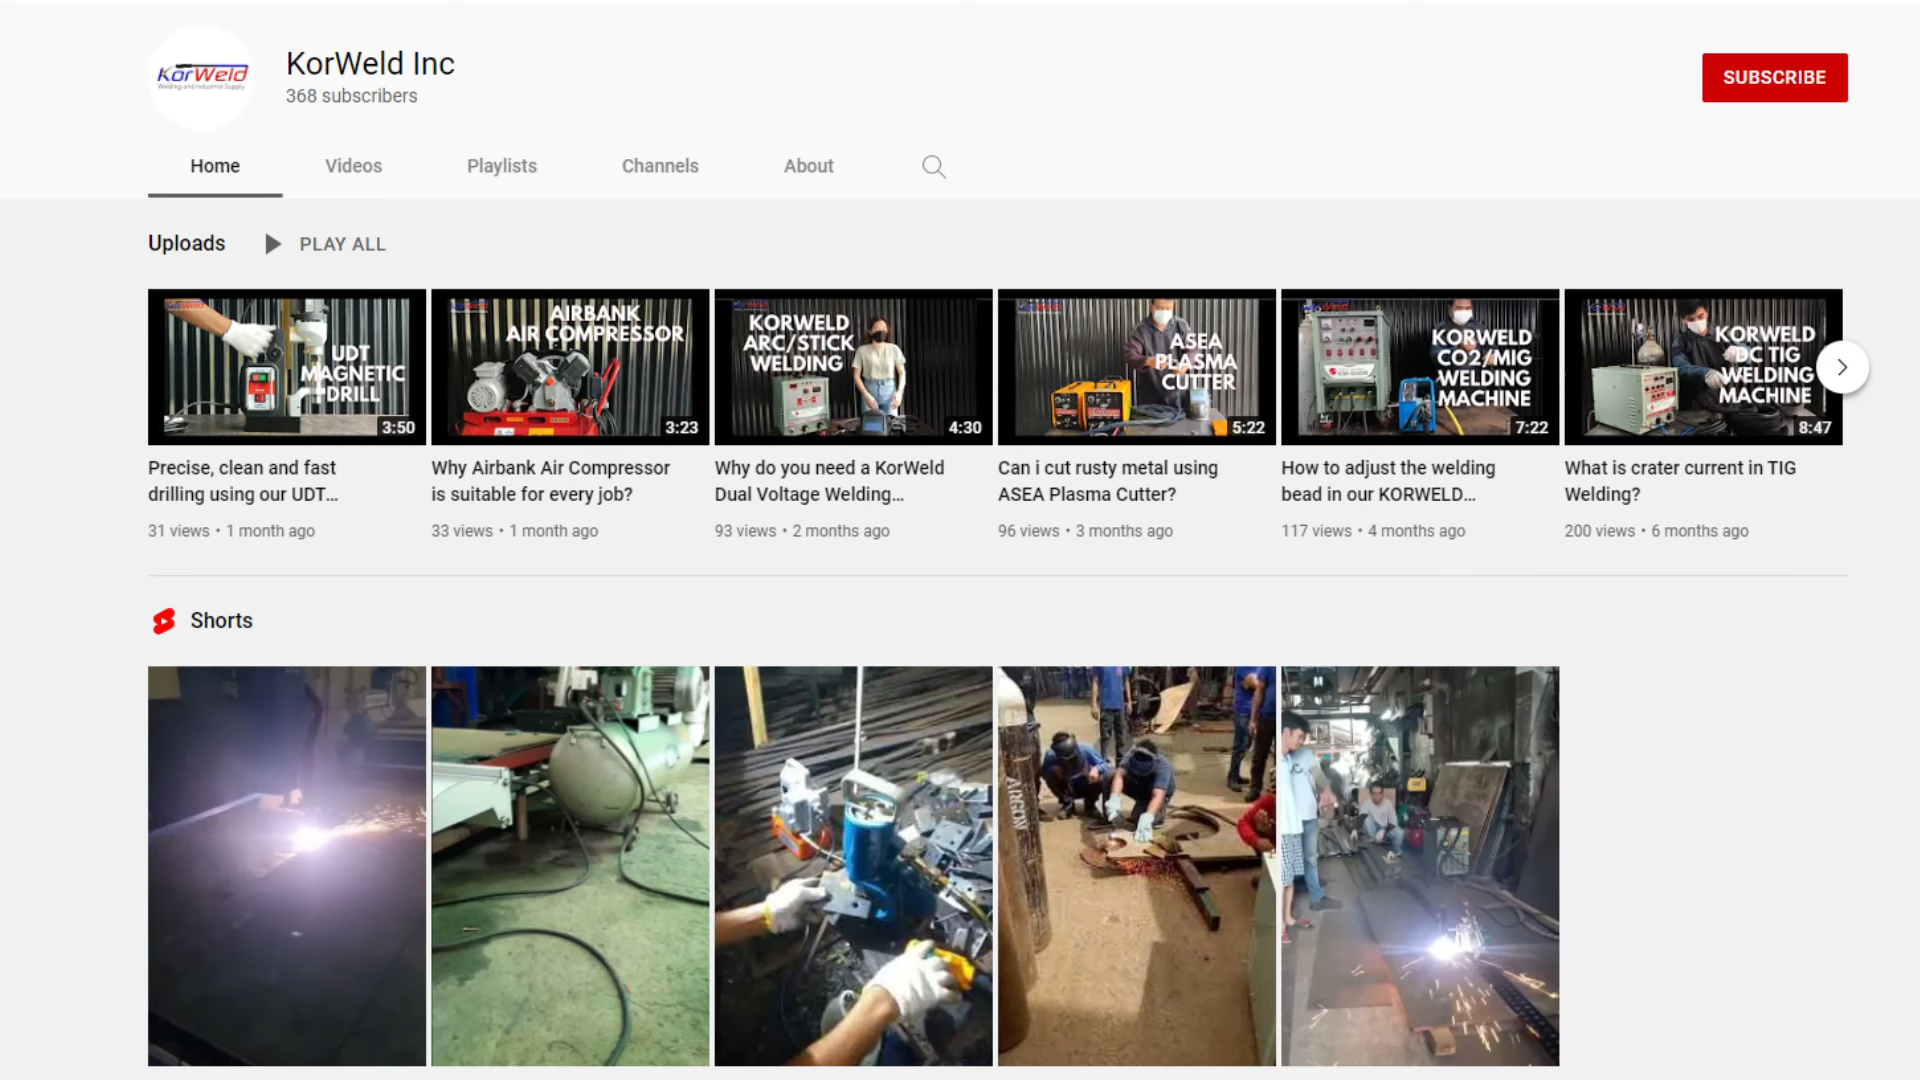 KorWeld
Welding and Industrial Supply
KorWeld Inc
368 subscribers
SUBSCRIBE
Home
Videos
Playlists
Channels
About
Uploads
PLAY ALL
UDT
MAGNETIC
DRILL
3:50
AIRBANK
AIR COMPRESSOR
3:23
KORWELD
ARC/STICK
WELDING
4:30
ASEA
PLASMA
CUTTER
5:22
KorWeld
KORWELD
CO2/MIG
WELDING
MACHINE
7:22
KORWELD
DC TIG
WELDING
MACHINE
8:47
Precise, clean and fast
drilling using our UDT...
31 views • 1 month ago
Why Airbank Air Compressor
is suitable for every job?
33 views • 1 month ago
Why do you need a KorWeld
Dual Voltage Welding...
93 views • 2 months ago
Can i cut rusty metal using
ASEA Plasma Cutter?
96 views • 3 months ago
How to adjust the welding
bead in our KORWELD...
117 views • 4 months ago
What is crater current in TIG
Welding?
200 views • 6 months ago
Shorts
ARGON